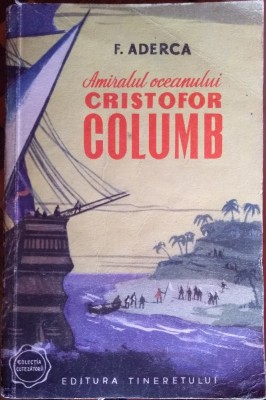 F. ADERCA
Amiralul oceanului
CRISTOFOR
COLUMB
COLECȚIA
CUTEZĂTORII
EDITURA TINERETULUI